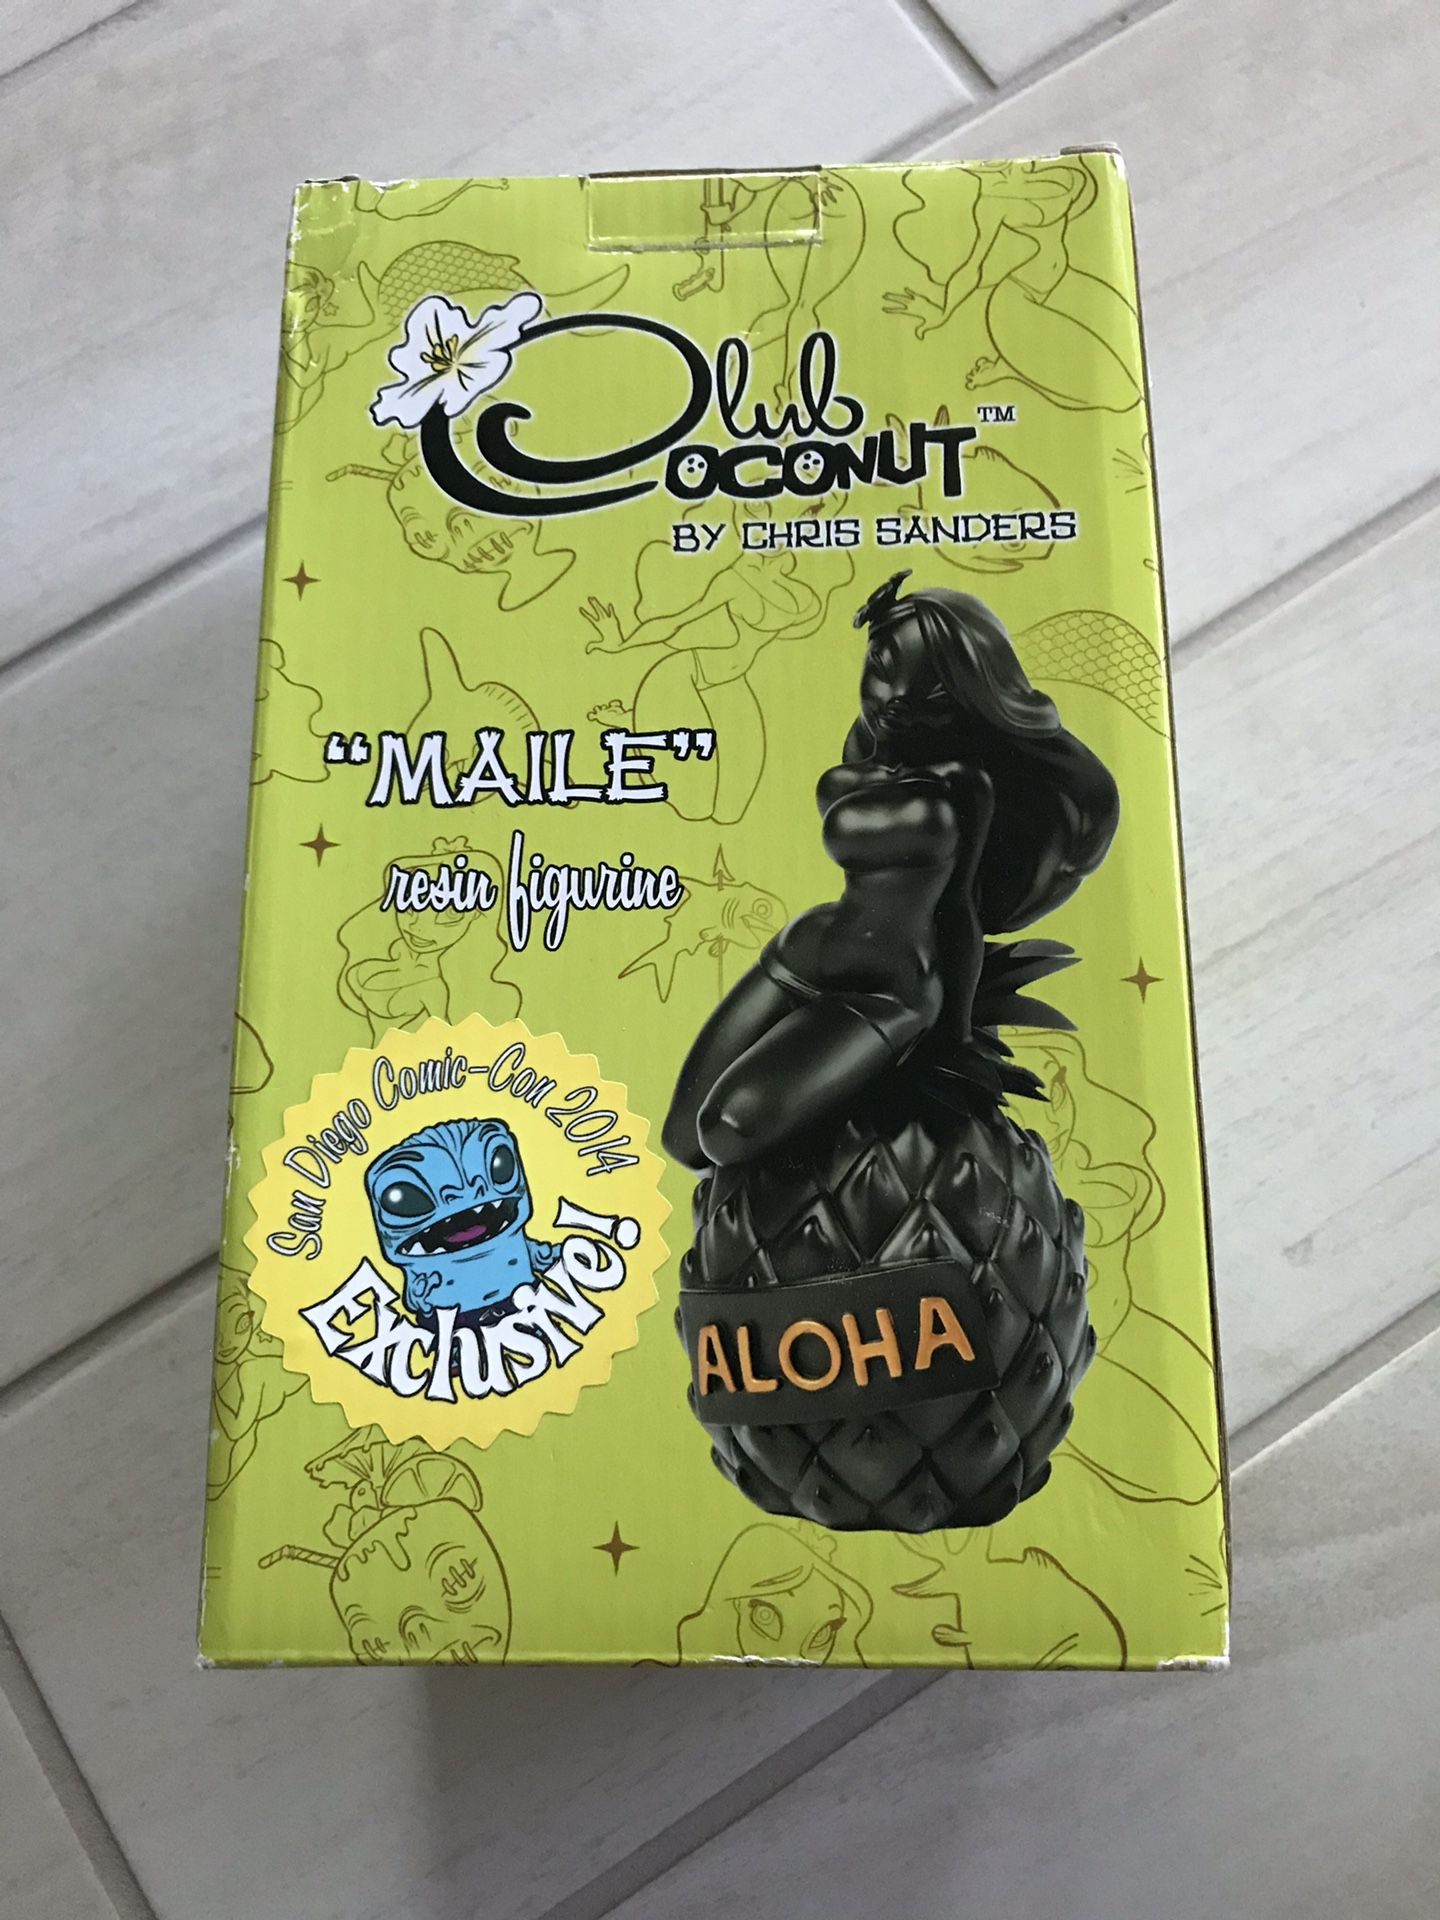 Club
COCONUT™
BY CHRIS SANDERS
“MAILE”
resin figurine
San Diego Comic-Con 2014
Exclusive!
ALOHA